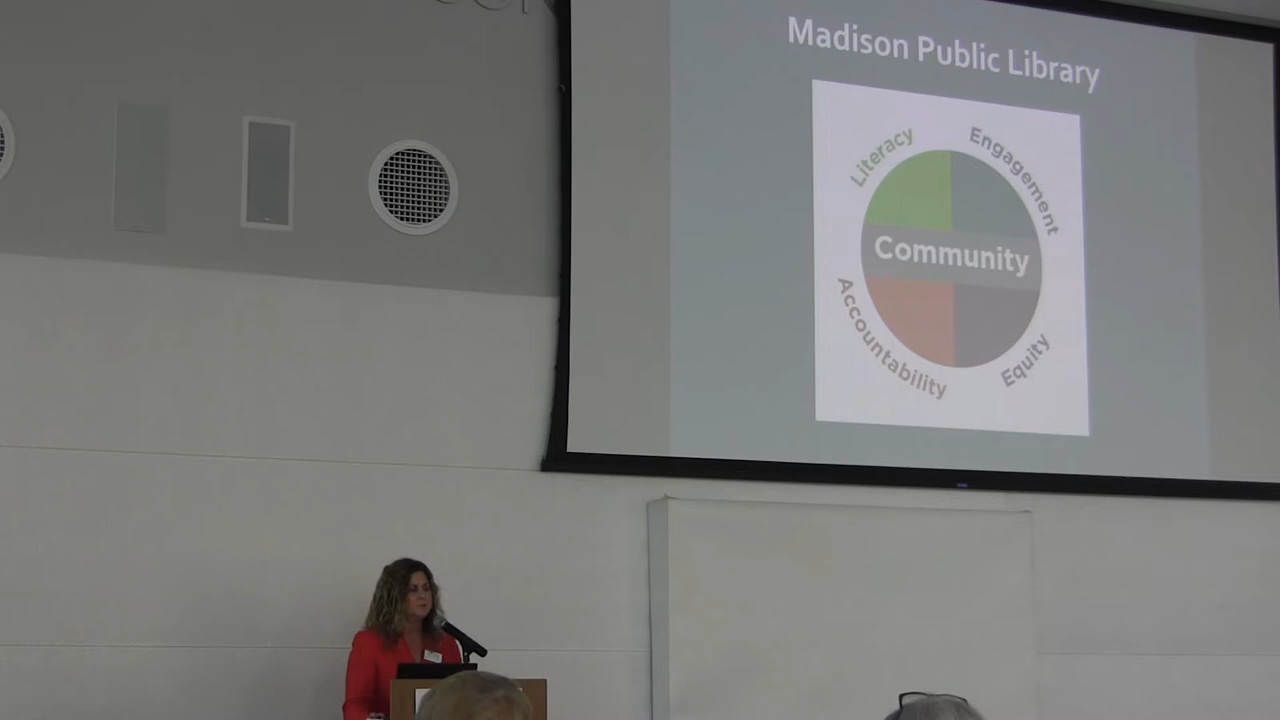 Madison Public Library
Literacy
Engagement
Community
Accountability
Equity